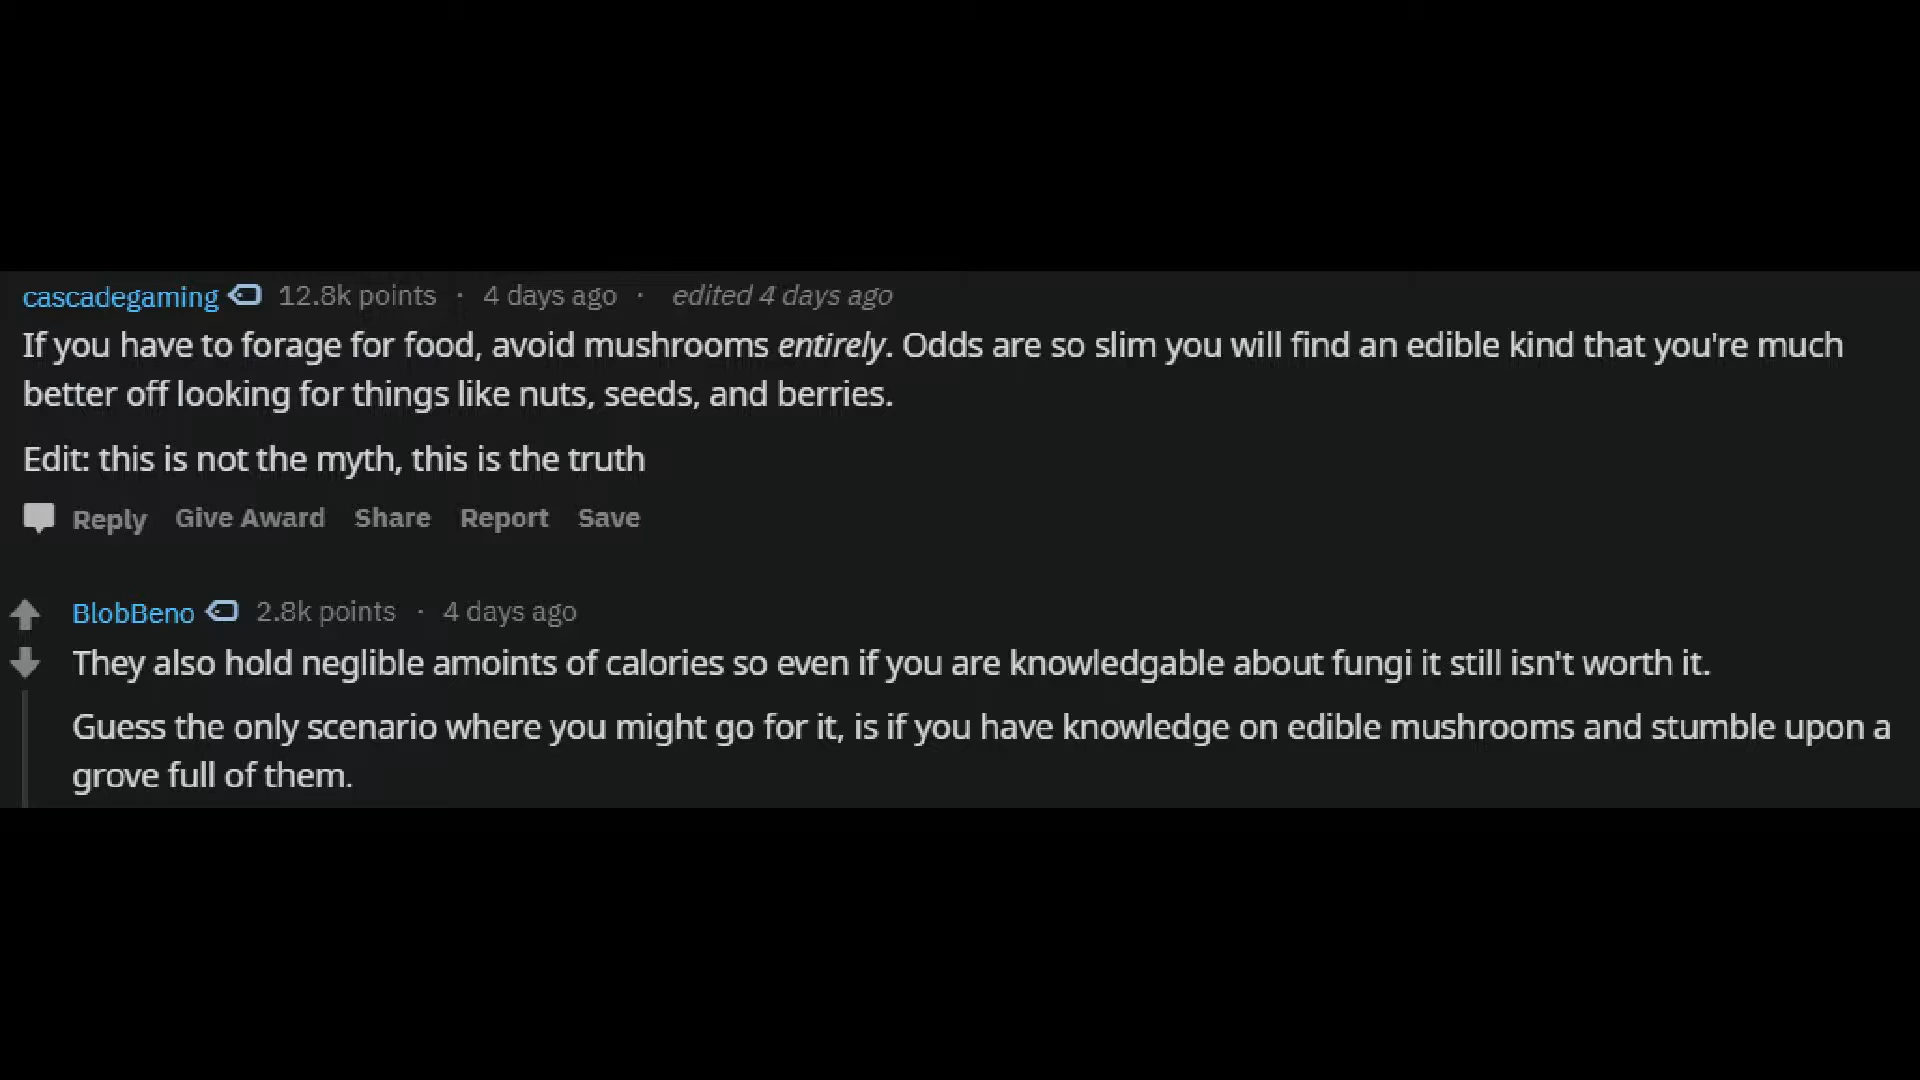 cascadegaming 12.8k points · 4 days ago · edited 4 days ago
If you have to forage for food, avoid mushrooms entirely. Odds are so slim you will find an edible kind that you're much
better off looking for things like nuts, seeds, and berries.
Edit: this is not the myth, this is the truth
Reply Give Award Share Report Save
BlobBeno 2.8k points · 4 days ago
They also hold neglible amoints of calories so even if you are knowledgable about fungi it still isn't worth it.
Guess the only scenario where you might go for it, is if you have knowledge on edible mushrooms and stumble upon a
grove full of them.